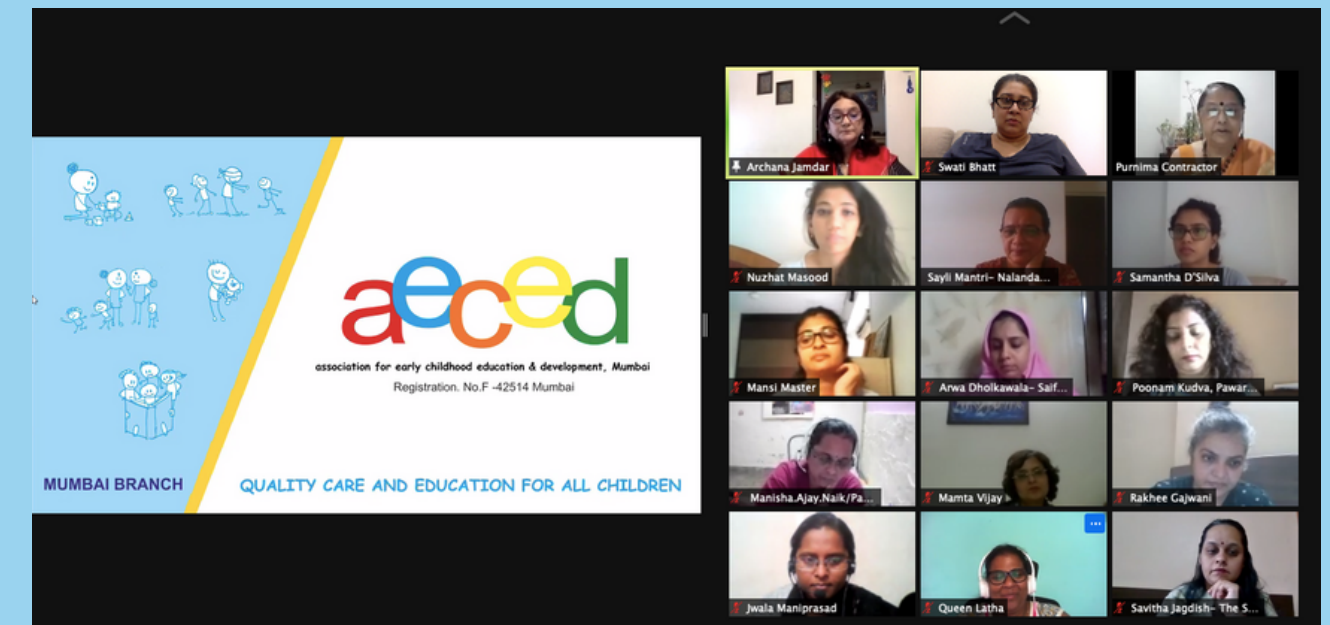 aeced
association for early childhood education & development, Mumbai
Registration. No.F -42514 Mumbai
MUMBAI BRANCH
QUALITY CARE AND EDUCATION FOR ALL CHILDREN
Archana Jamdar
Swati Bhatt
Purnima Contractor
Nuzhat Masood
Sayli Mantri- Nalanda...
Samantha D'Silva
Mansi Master
Arwa Dholkawala- Saif...
Poonam Kudva, Pawar...
Manisha.Ajay.Naik/Pa...
Mamta Vijay
Rakhee Gajwani
Jwala Maniprasad
Queen Latha
Savitha Jagdish- The S...